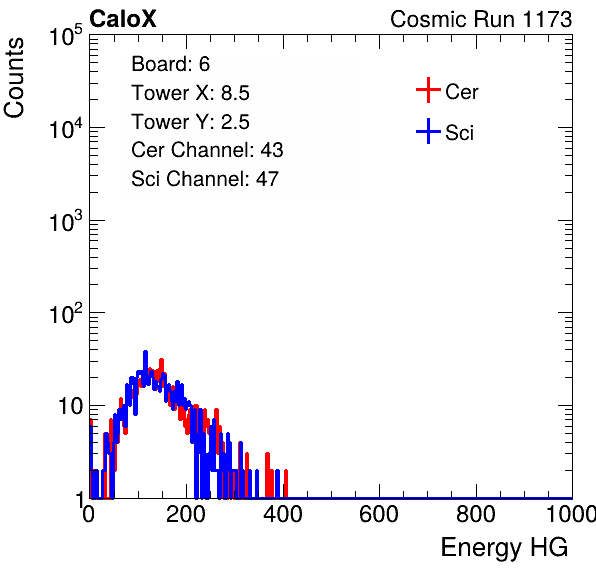 CaloX Cosmic Run 1173
Counts
Board: 6
Tower X: 8.5
Tower Y: 2.5
Cer Channel: 43
Sci Channel: 47
Cer
Sci
10^5
10^4
10^3
10^2
10
1
0 200 400 600 800 1000
Energy HG